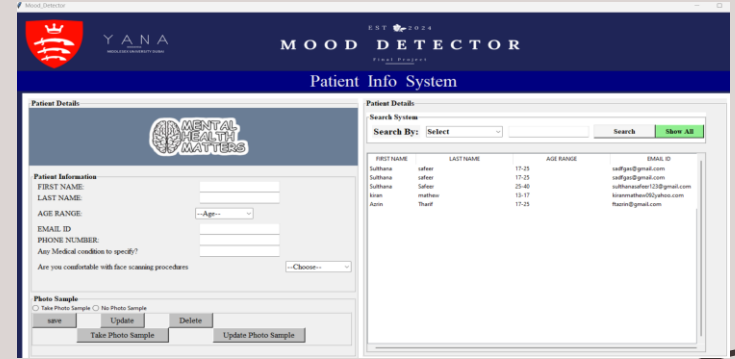 Mood_Detector
YANA
MIDDLESEX UNIVERSITY DUBAI
EST 2024
MOOD DETECTOR
Final Project
Patient Info System
Patient Details
MENTAL
HEALTH
MATTERS
Patient Information
FIRST NAME:
LAST NAME:
AGE RANGE: --Age--
EMAIL ID
PHONE NUMBER:
Any Medical condition to specify?
Are you comfortable with face scanning procedures --Choose--
Photo Sample
Take Photo Sample No Photo Sample
save Update Delete
Take Photo Sample Update Photo Sample
Patient Details
Search System
Search By: Select Search Show All
FIRST NAME LAST NAME AGE RANGE EMAIL ID
Sulthana safeer 17-25 sadfgas@gmail.com
Sulthana safeer 17-25 sadfgas@gmail.com
Sulthana Safeer 25-40 sulthanasafeer123@gmail.com
kiran mathew 13-17 kiranmathew092yahoo.com
Azrin Tharif 17-25 ftazrin@gmail.com